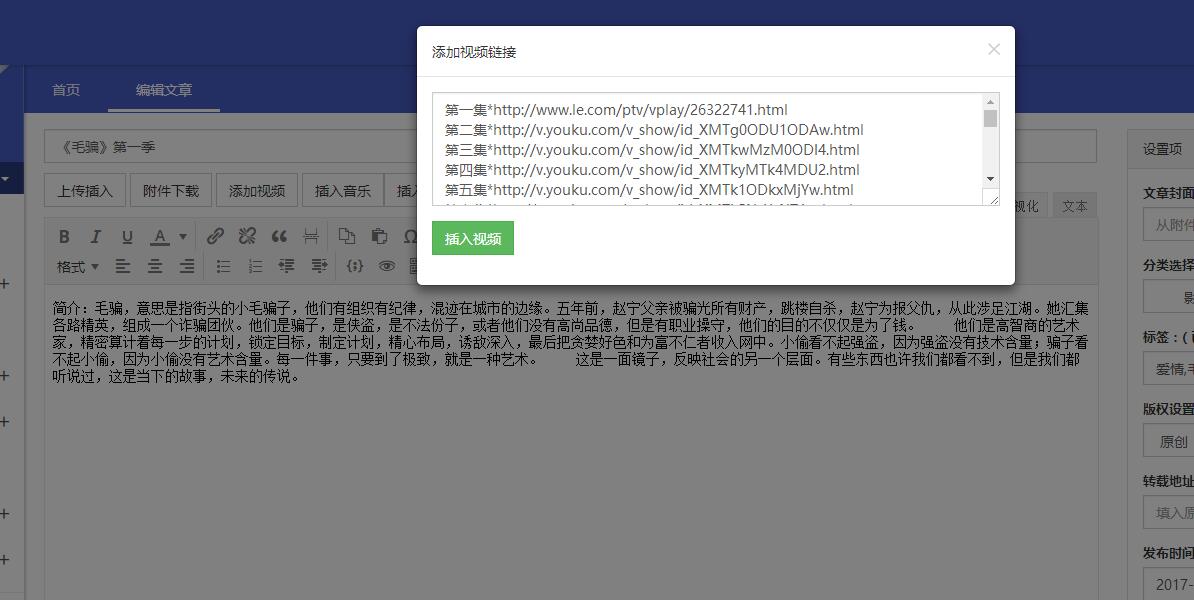 添加视频链接
×
首页
编辑文章
第一集*http://www.le.com/ptv/vplay/26322741.html
第二集*http://v.youku.com/v_show/id_XMTg0ODU1ODAw.html
第三集*http://v.youku.com/v_show/id_XMTkwMzM0ODI4.html
第四集*http://v.youku.com/v_show/id_XMTkyMTk4MDU2.html
第五集*http://v.youku.com/v_show/id_XMTk1ODkxMjYw.html
插入视频
《毛骗》第一季
上传插入
附件下载
添加视频
插入音乐
插入
视化
文本
B I U A
格式
简介：毛骗，意思是指街头的小毛骗子，他们有组织有纪律，混迹在城市的边缘。五年前，赵宁父亲被骗光所有财产，跳楼自杀，赵宁为报父仇，从此涉足江湖。她汇集
各路精英，组成一个诈骗团伙。他们是骗子，是侠盗，是不法份子，或者他们没有高尚品德，但是有职业操守，他们的目的不仅仅是为了钱。 他们是高智商的艺术
家，精密算计着每一步的计划，锁定目标，制定计划，精心布局，诱敌深入，最后把贪婪好色和为富不仁者收入网中。小偷看不起强盗，因为强盗没有技术含量；骗子看
不起小偷，因为小偷没有艺术含量。每一件事，只要到了极致，就是一种艺术。 这是一面镜子，反映社会的另一个层面。有些东西也许我们都看不到，但是我们都
听说过，这是当下的故事，未来的传说。
设置项
文章封面
从附件
分类选择
影
标签：(
爱情,毛
版权设置
原创
转载地址
填入原
发布时间
2017-